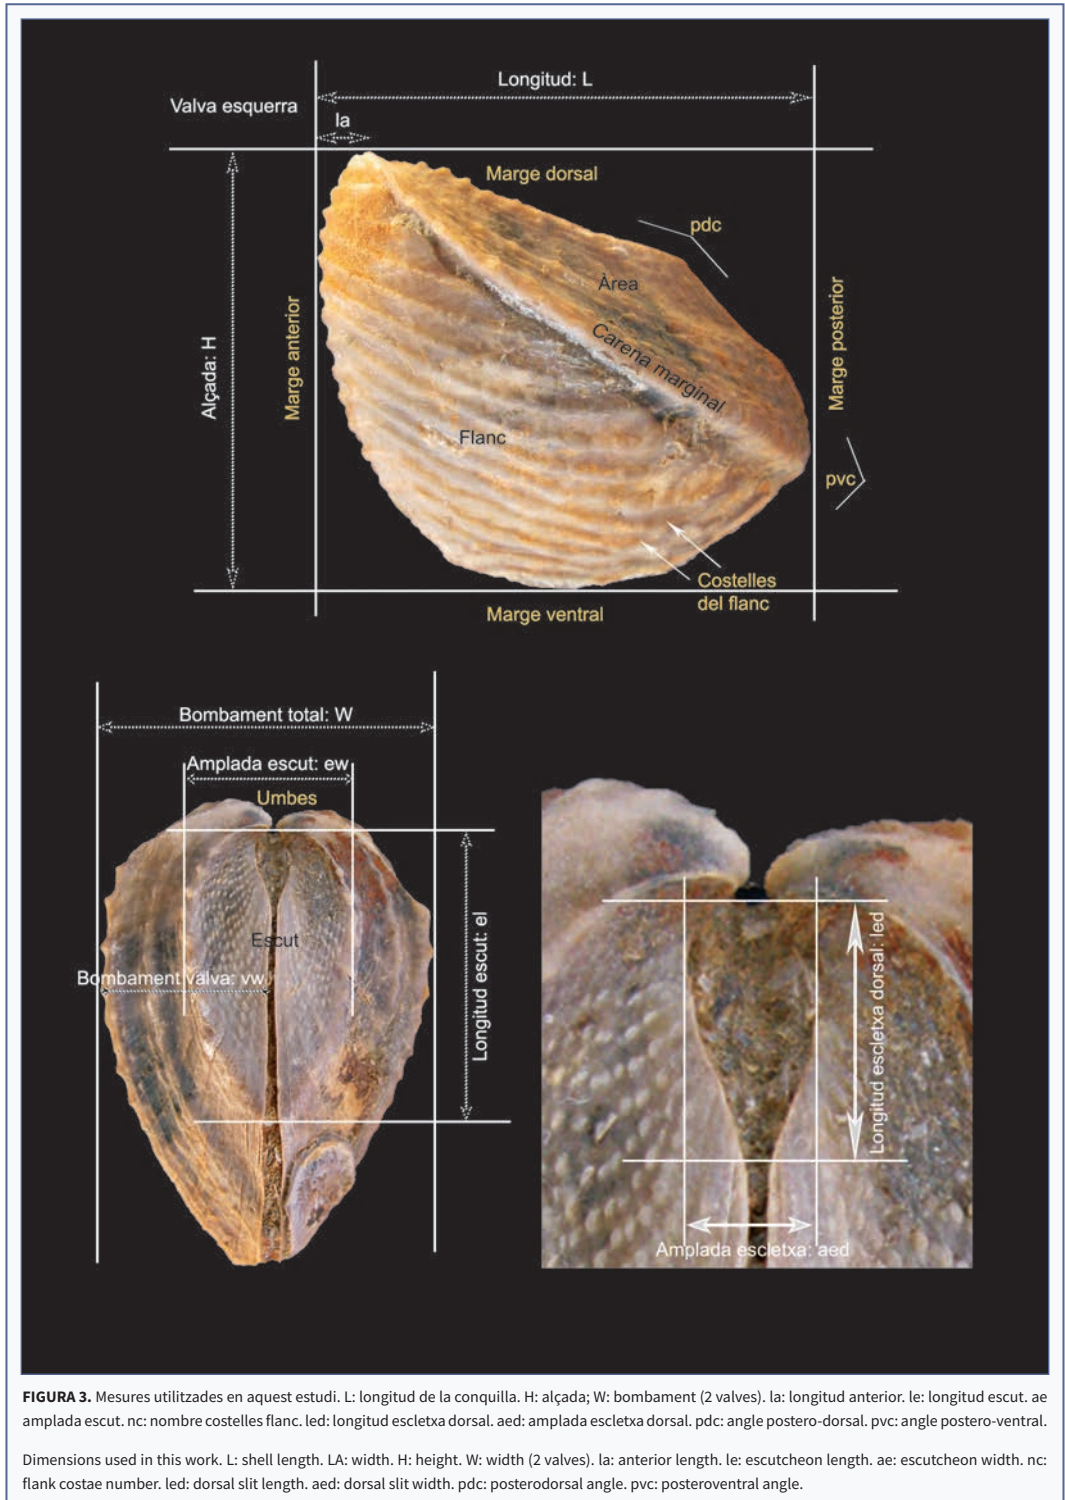 Longitud: L
Valva esquerra
la
Marge dorsal
pdc
Àrea
Carena marginal
Marge anterior
Alçada: H
Marge posterior
Flanc
pvc
Costelles
del flanc
Marge ventral
Bombament total: W
Amplada escut: ew
Umbes
Escut
Bombament valva: vw
Longitud escut: el
Longitud escletxa dorsal: led
Amplada escletxa: aed
FIGURA 3. Mesures utilitzades en aquest estudi. L: longitud de la conquilla. H: alçada; W: bombament (2 valves). la: longitud anterior. le: longitud escut. ae
amplada escut. nc: nombre costelles flanc. led: longitud escletxa dorsal. aed: amplada escletxa dorsal. pdc: angle postero-dorsal. pvc: angle postero-ventral.
Dimensions used in this work. L: shell length. LA: width. H: height. W: width (2 valves). la: anterior length. le: escutcheon length. ae: escutcheon width. nc:
flank costae number. led: dorsal slit length. aed: dorsal slit width. pdc: posterodorsal angle. pvc: posteroventral angle.